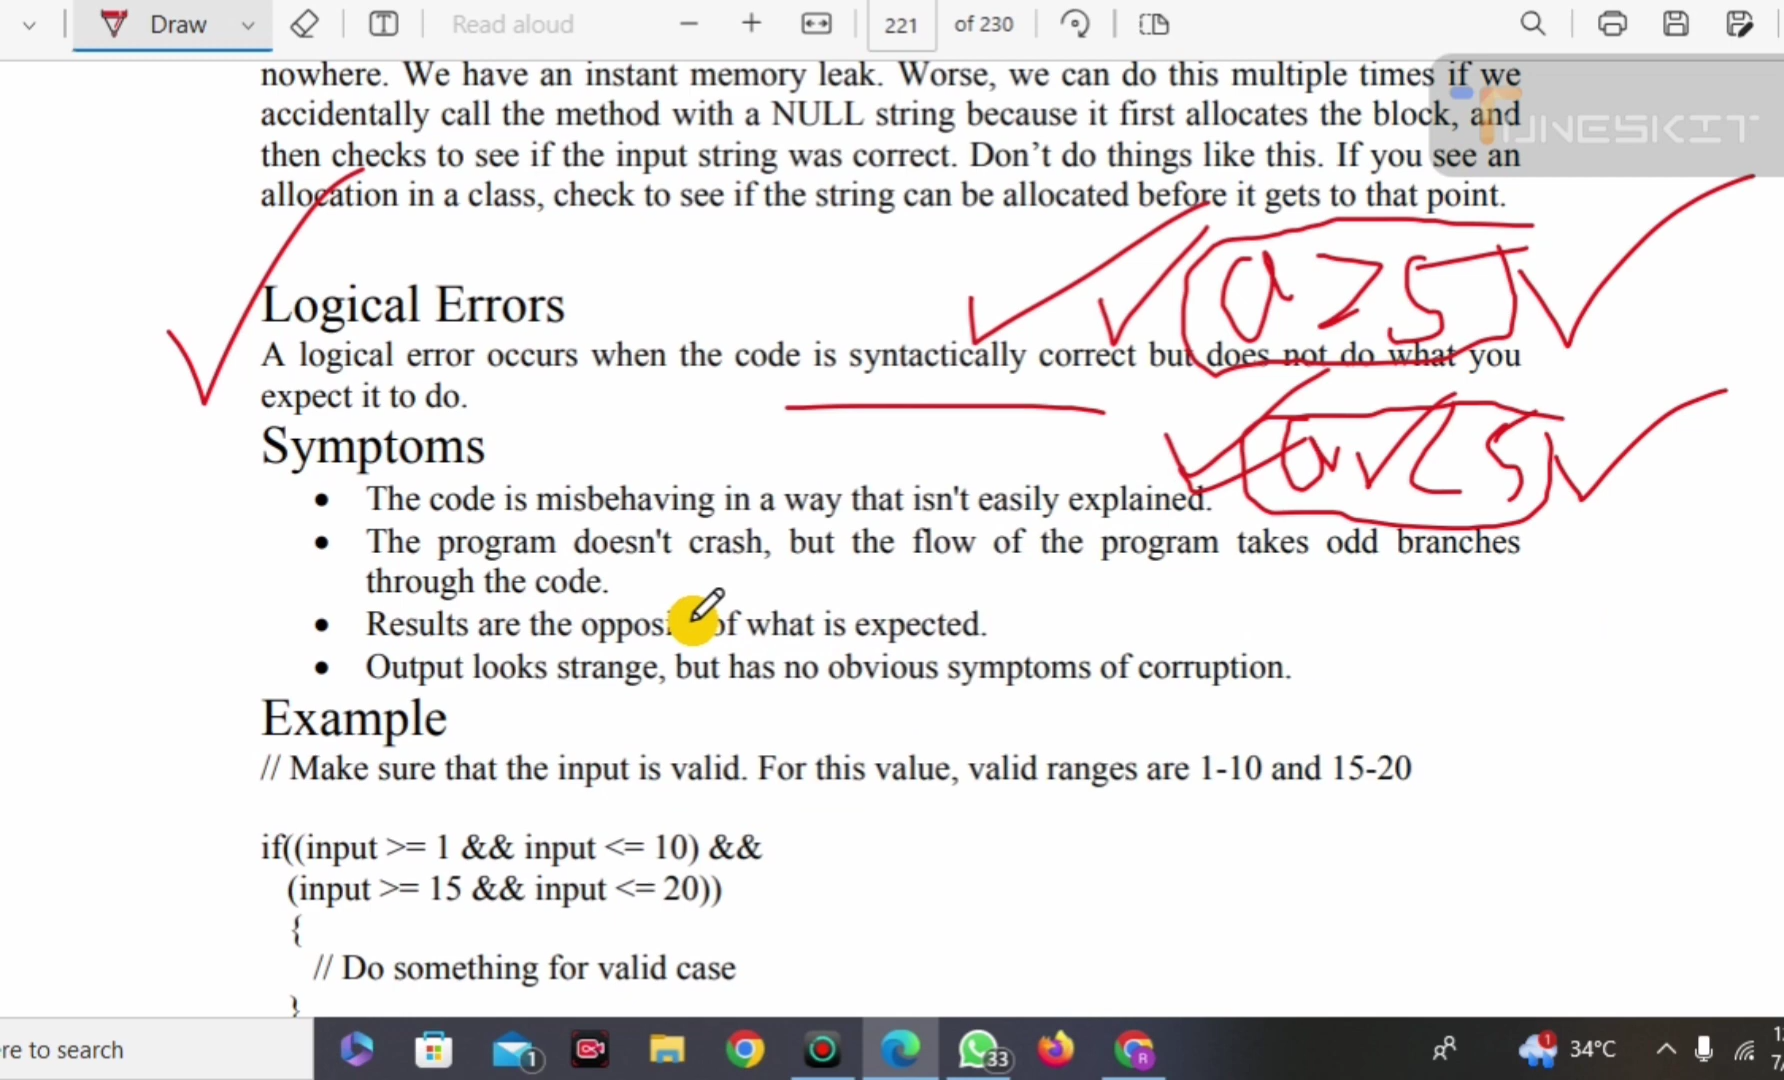 Draw
Read aloud
221 of 230
TUNESKIT
nowhere. We have an instant memory leak. Worse, we can do this multiple times if we
accidentally call the method with a NULL string because it first allocates the block, and
then checks to see if the input string was correct. Don’t do things like this. If you see an
allocation in a class, check to see if the string can be allocated before it gets to that point.
a > 5
Logical Errors
A logical error occurs when the code is syntactically correct but does not do what you
expect it to do.
a < 5
Symptoms
• The code is misbehaving in a way that isn't easily explained.
• The program doesn't crash, but the flow of the program takes odd branches
through the code.
• Results are the opposite of what is expected.
• Output looks strange, but has no obvious symptoms of corruption.
Example
// Make sure that the input is valid. For this value, valid ranges are 1-10 and 15-20
if((input >= 1 && input <= 10) &&
(input >= 15 && input <= 20))
{
// Do something for valid case
}
re to search
1
33
R
1
34°C